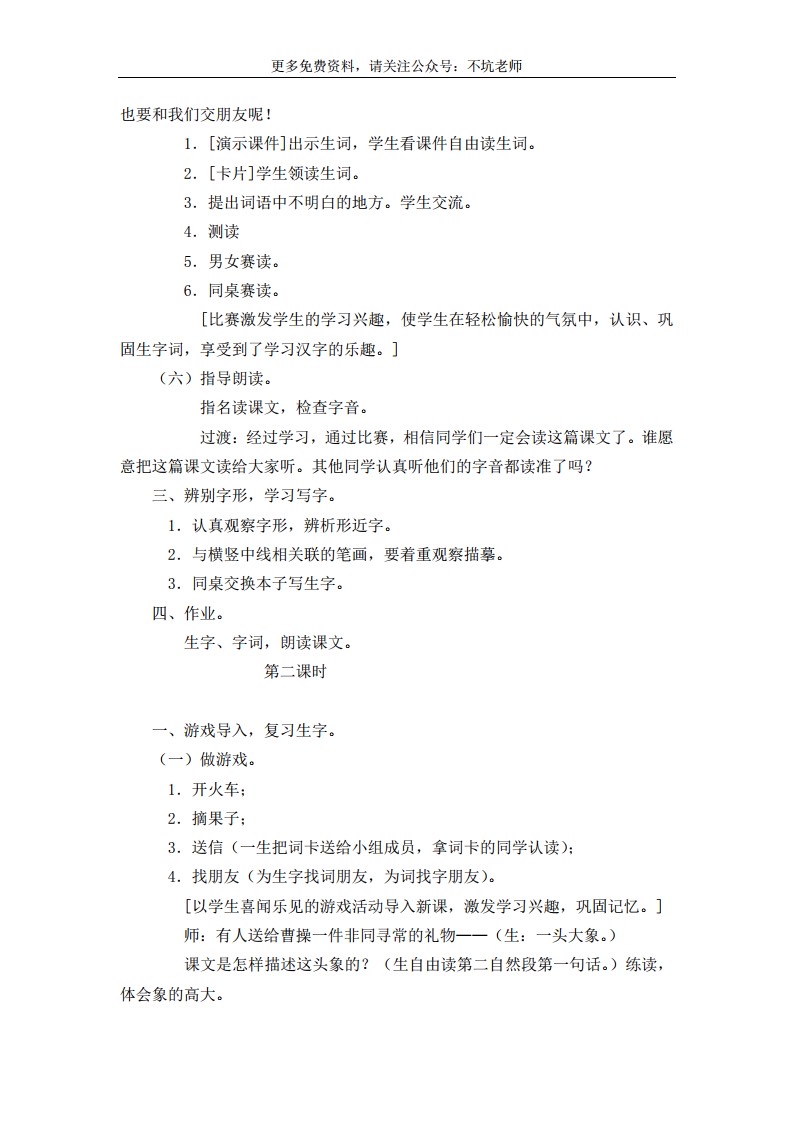 更多免费资料，请关注公众号：不坑老师
也要和我们交朋友呢！
1．[演示课件]出示生词，学生看课件自由读生词。
2．[卡片]学生领读生词。
3．提出词语中不明白的地方。学生交流。
4．测读
5．男女赛读。
6．同桌赛读。
[比赛激发学生的学习兴趣，使学生在轻松愉快的气氛中，认识、巩
固生字词，享受到了学习汉字的乐趣。]
（六）指导朗读。
指名读课文，检查字音。
过渡：经过学习，通过比赛，相信同学们一定会读这篇课文了。谁愿
意把这篇课文读给大家听。其他同学认真听他们的字音都读准了吗？
三、辨别字形，学习写字。
1．认真观察字形，辨析形近字。
2．与横竖中线相关联的笔画，要着重观察描摹。
3．同桌交换本子写生字。
四、作业。
生字、字词，朗读课文。
第二课时
一、游戏导入，复习生字。
（一）做游戏。
1．开火车；
2．摘果子；
3．送信（一生把词卡送给小组成员，拿词卡的同学认读）；
4．找朋友（为生字找词朋友，为词找字朋友）。
[以学生喜闻乐见的游戏活动导入新课，激发学习兴趣，巩固记忆。]
师：有人送给曹操一件非同寻常的礼物——（生：一头大象。）
课文是怎样描述这头象的？（生自由读第二自然段第一句话。）练读，
体会象的高大。